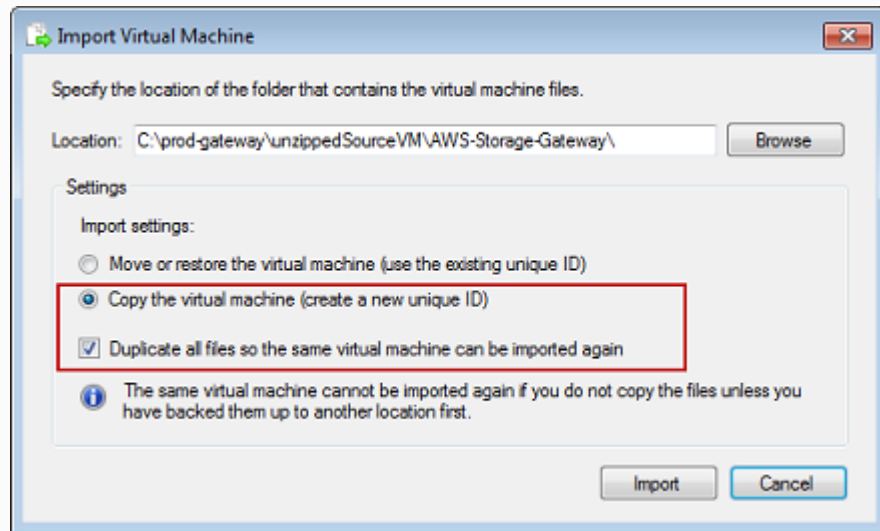 Import Virtual Machine
Specify the location of the folder that contains the virtual machine files.
Location: C:\prod-gateway\unzippedSourceVM\AWS-Storage-Gateway\ Browse
Settings
Import settings:
Move or restore the virtual machine (use the existing unique ID)
Copy the virtual machine (create a new unique ID)
Duplicate all files so the same virtual machine can be imported again
The same virtual machine cannot be imported again if you do not copy the files unless you
have backed them up to another location first.
Import Cancel